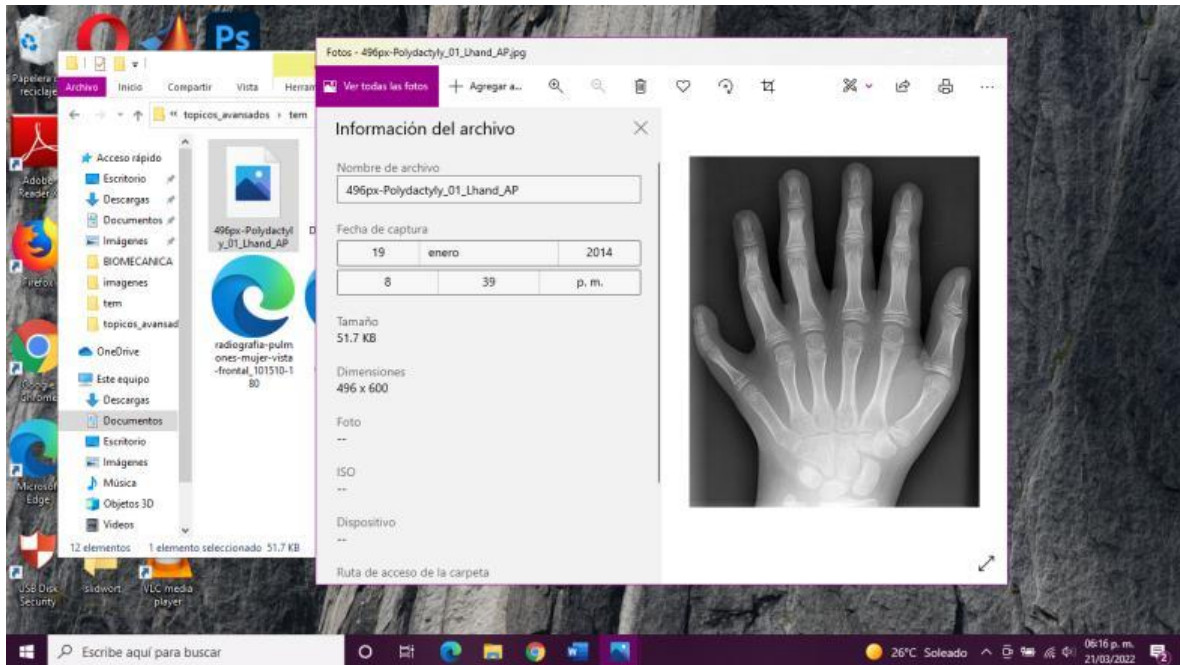 Ps
Papelera
reciclaje
Adobe
Reader
Firefox
Google
Chrome
Microsof
Edge
USB Disk
Security
slidwort
VLC media
player
Archivo Inicio Compartir Vista Herram
« topicos_avansados › tem
Acceso rápido
Escritorio
Descargas
Documentos
Imágenes
BIOMECANICA
imagenes
tem
topicos_avansad
OneDrive
Este equipo
Descargas
Documentos
Escritorio
Imágenes
Música
Objetos 3D
Videos
496px-Polydactyl
y_01_Lhand_AP
D
radiografia-pulm
ones-mujer-vista
-frontal_101510-1
80
12 elementos 1 elemento seleccionado 51.7 KB
Fotos - 496px-Polydactyly_01_Lhand_AP.jpg
Ver todas las fotos + Agregar a...
Información del archivo
Nombre de archivo
496px-Polydactyly_01_Lhand_AP
Fecha de captura
19 enero 2014
8 39 p. m.
Tamaño
51.7 KB
Dimensiones
496 x 600
Foto
--
ISO
--
Dispositivo
--
Ruta de acceso de la carpeta
Escribe aquí para buscar
26°C Soleado
06:16 p. m.
21/03/2022
2